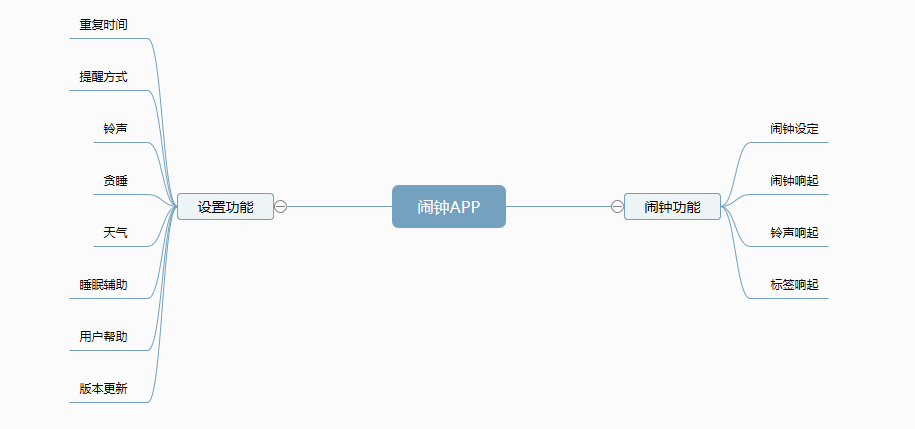 重复时间
提醒方式
铃声
贪睡
天气
睡眠辅助
用户帮助
版本更新
设置功能
闹钟APP
闹钟功能
闹钟设定
闹钟响起
铃声响起
标签响起